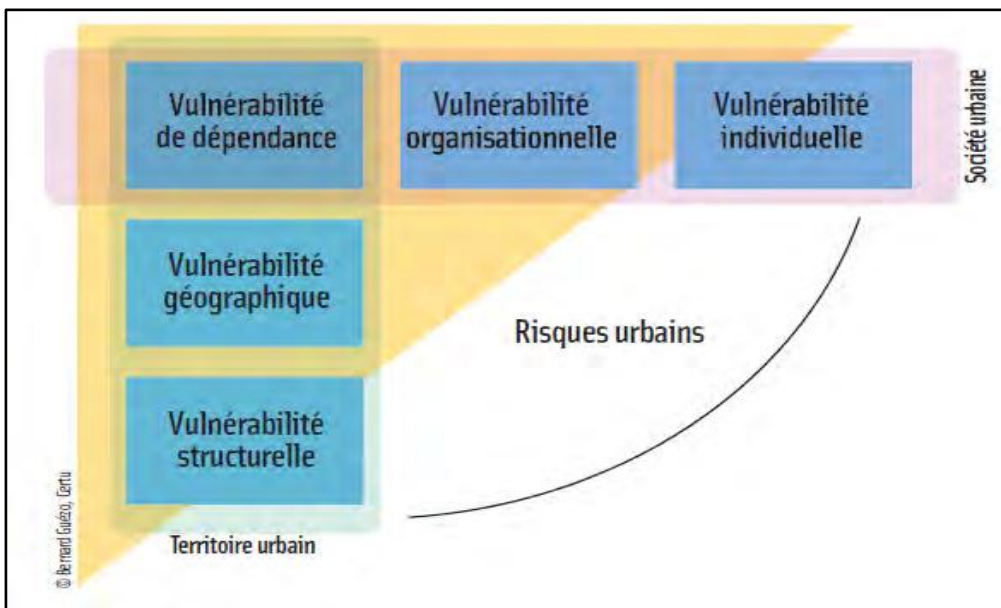 Vulnérabilité
de dépendance
Vulnérabilité
organisationnelle
Vulnérabilité
individuelle
Société urbaine
Vulnérabilité
géographique
Risques urbains
Vulnérabilité
structurelle
Territoire urbain
© Bernard Guézo, Certu